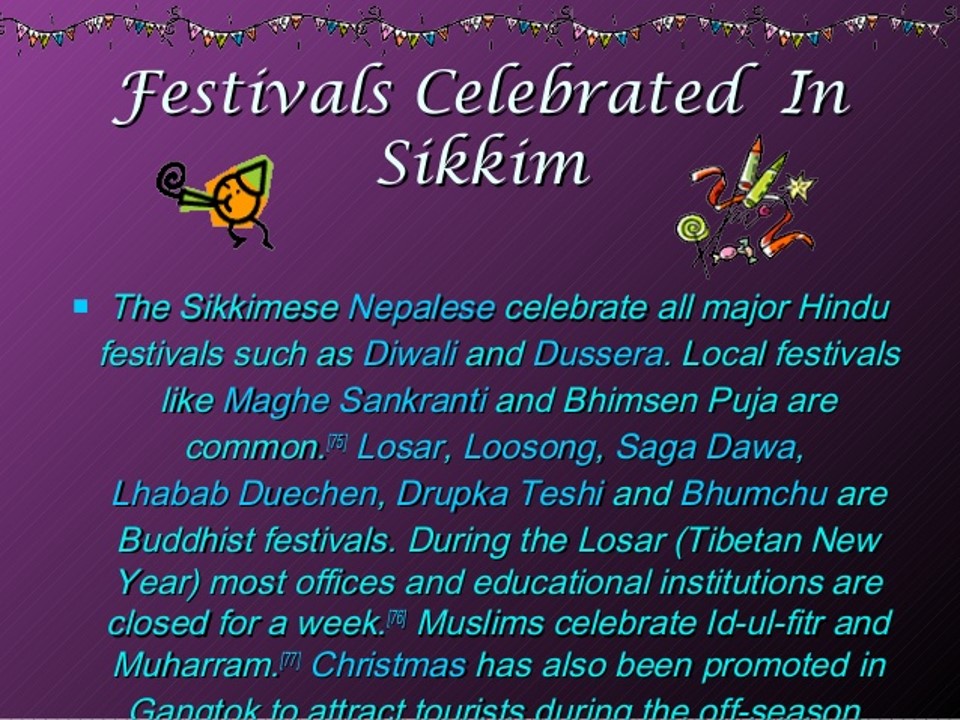 Festivals Celebrated In
Sikkim
The Sikkimese Nepalese celebrate all major Hindu
festivals such as Diwali and Dussera. Local festivals
like Maghe Sankranti and Bhimsen Puja are
common.[75] Losar, Loosong, Saga Dawa,
Lhabab Duechen, Drupka Teshi and Bhumchu are
Buddhist festivals. During the Losar (Tibetan New
Year) most offices and educational institutions are
closed for a week.[76] Muslims celebrate Id-ul-fitr and
Muharram.[77] Christmas has also been promoted in
Gangtok to attract tourists during the off-season